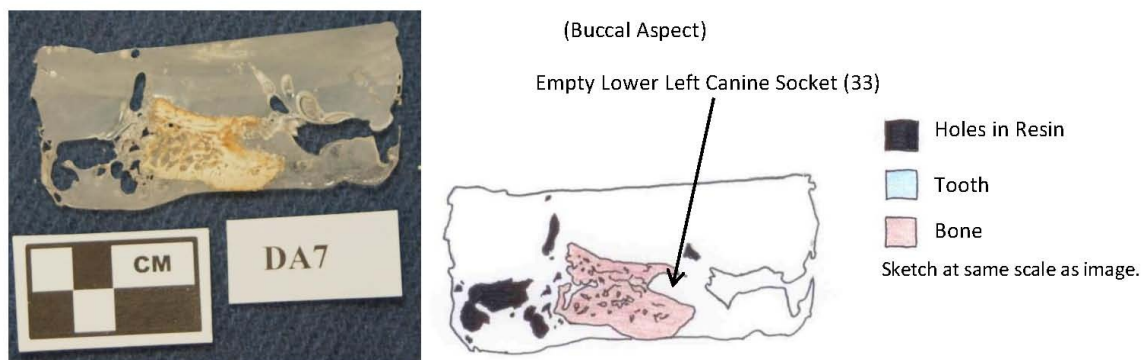 CM
DA7
(Buccal Aspect)
Empty Lower Left Canine Socket (33)
Holes in Resin
Tooth
Bone
Sketch at same scale as image.